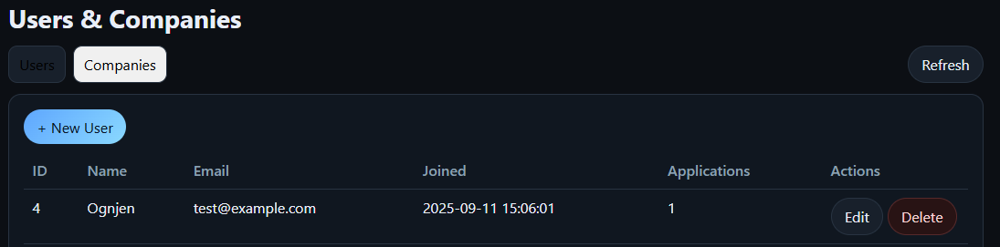 Users & Companies
Users Companies Refresh
+ New User
ID Name Email Joined Applications Actions
4 Ognjen test@example.com 2025-09-11 15:06:01 1 Edit Delete